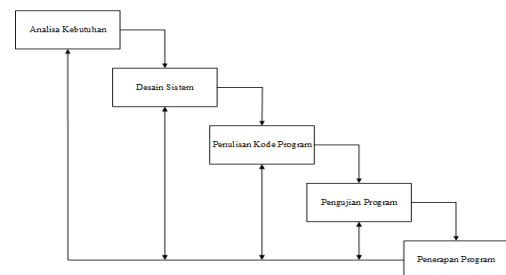 Analisa Kebutuhan
Desain Sistem
Penulisan Kode Program
Pengujian Program
Penerapan Program